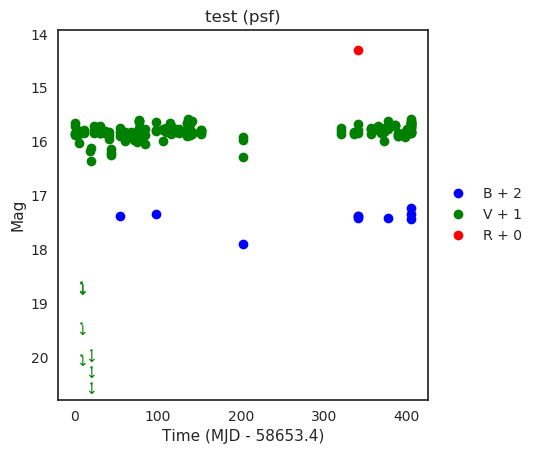 test (psf)
14
15
16
17
18
19
20
Mag
0
100
200
300
400
Time (MJD - 58653.4)
B + 2
V + 1
R + 0